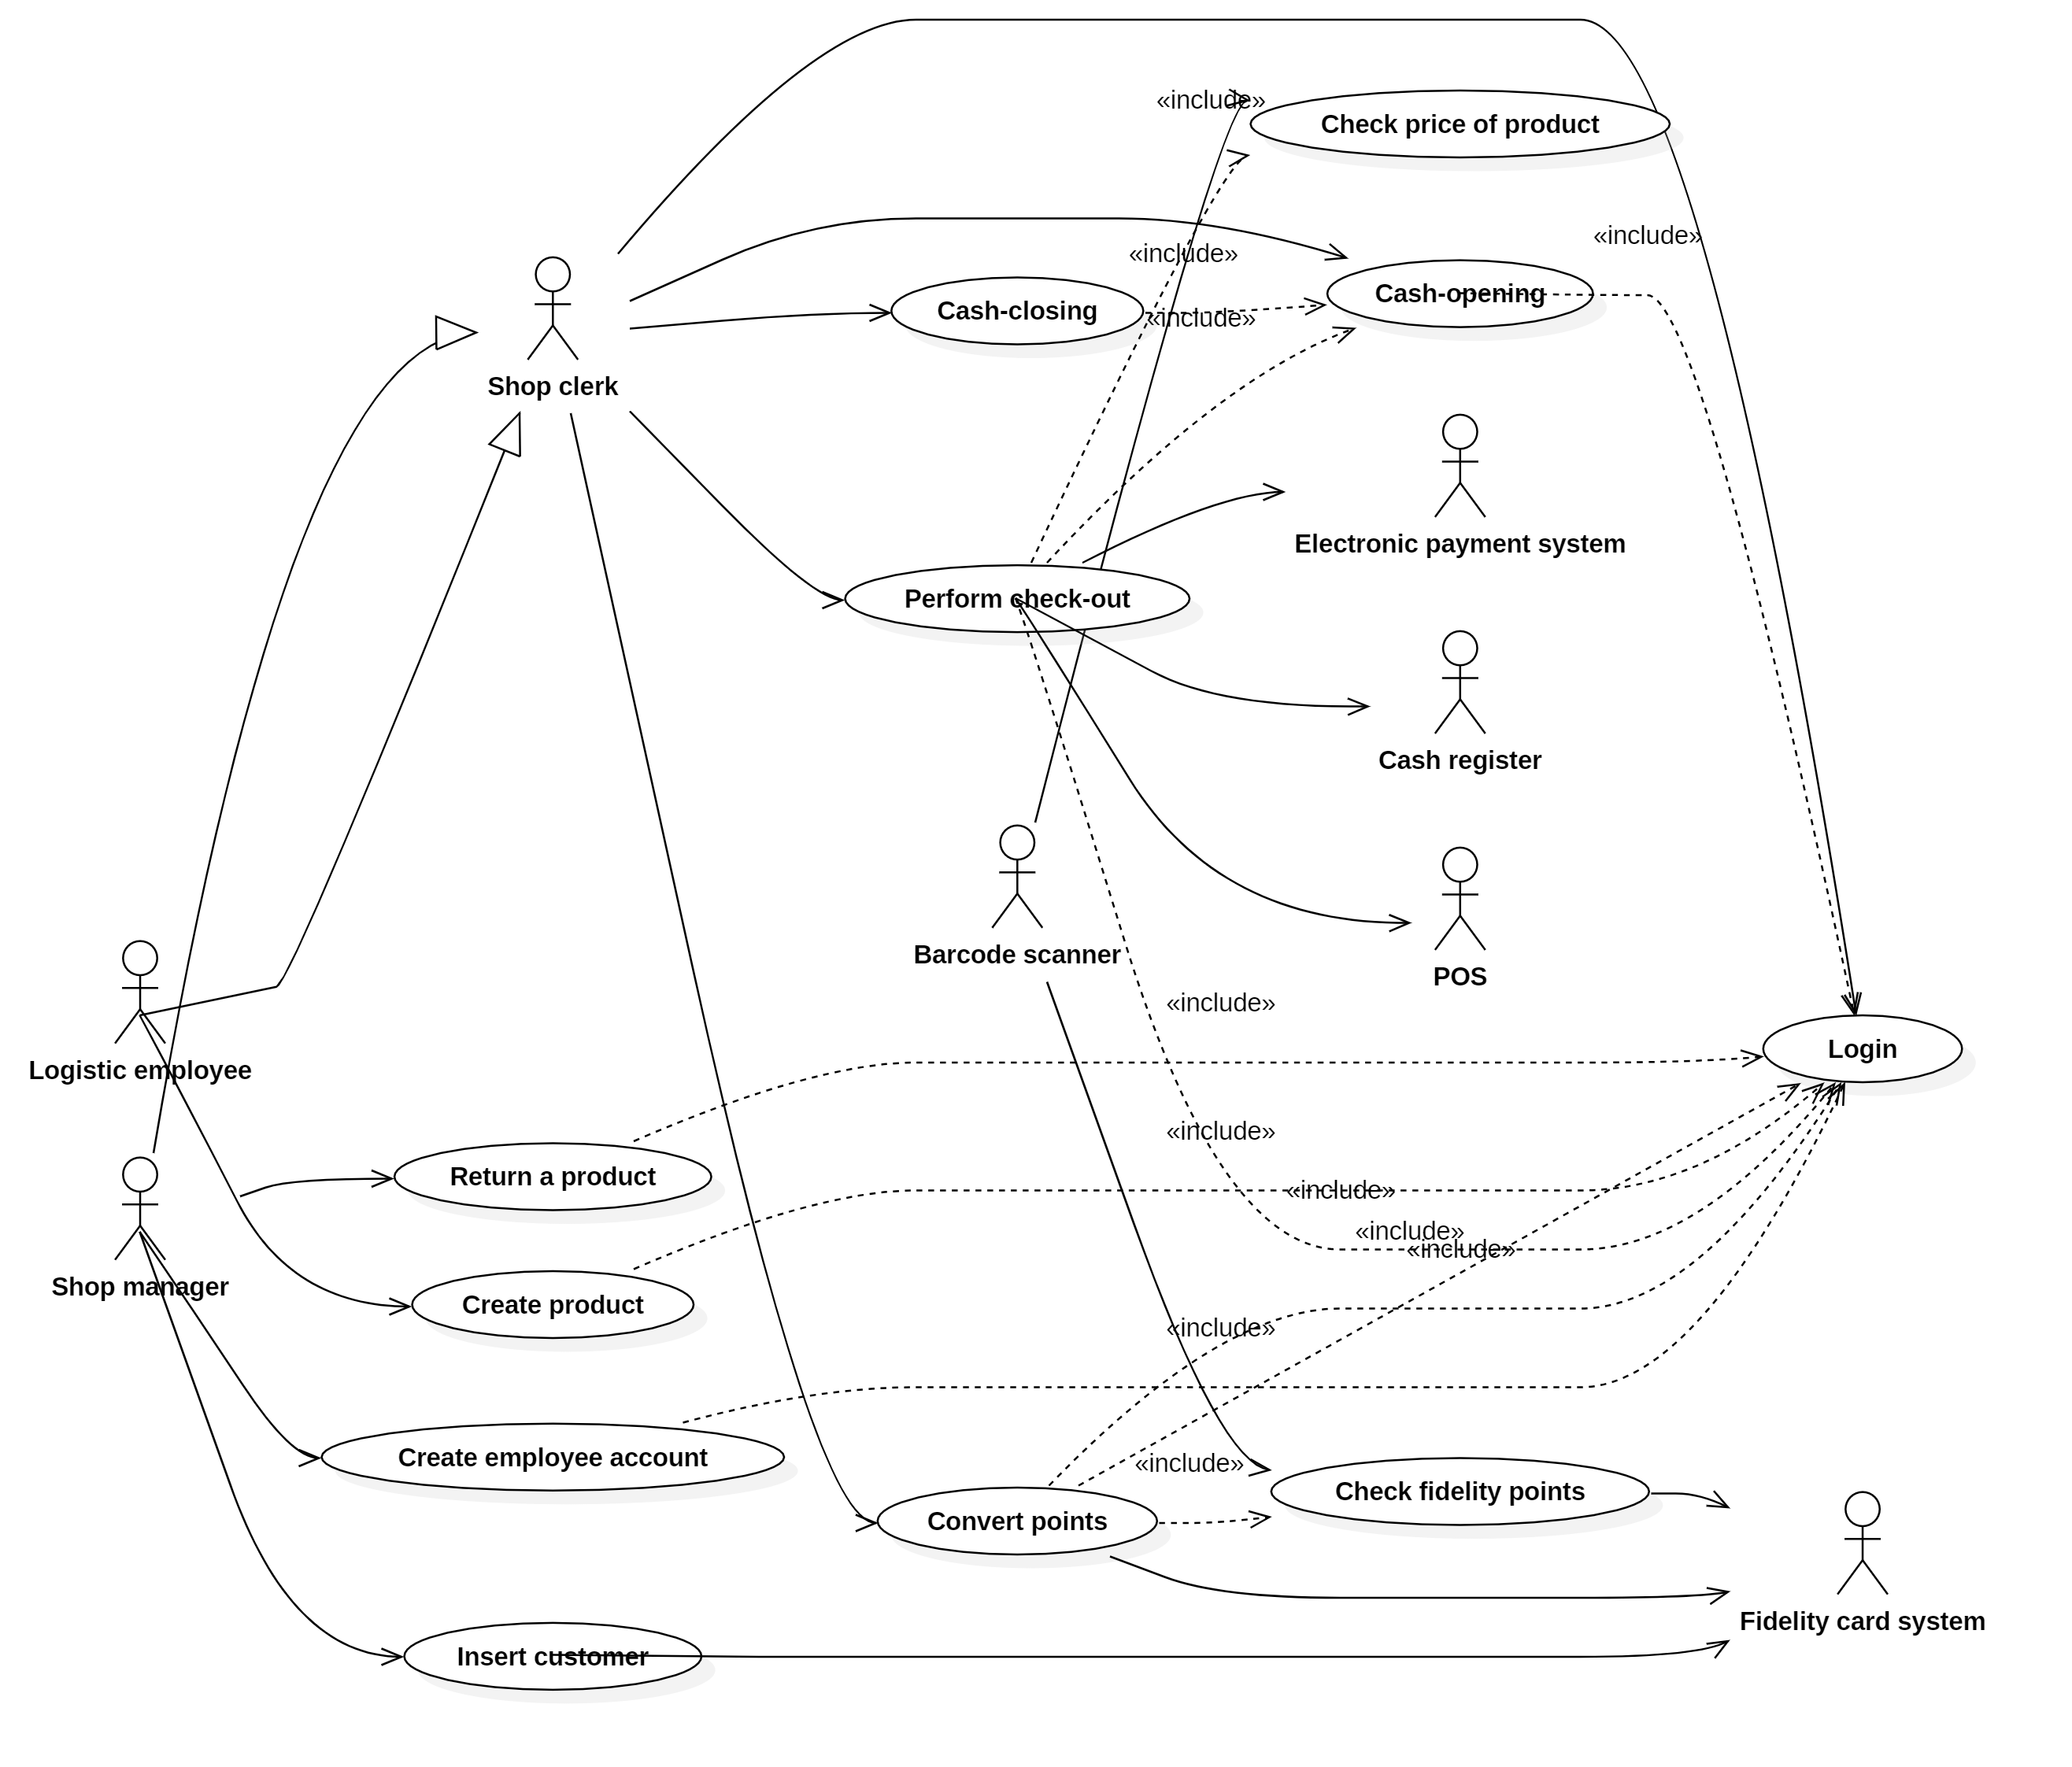 «include»
Check price of product
«include»
«include»
Cash-opening
Cash-closing
«include»
Shop clerk
Electronic payment system
Perform check-out
Cash register
Barcode scanner
POS
«include»
Login
Logistic employee
«include»
Return a product
«include»
«include»
«include»
Shop manager
Create product
«include»
Create employee account
«include»
Check fidelity points
Convert points
Fidelity card system
Insert customer